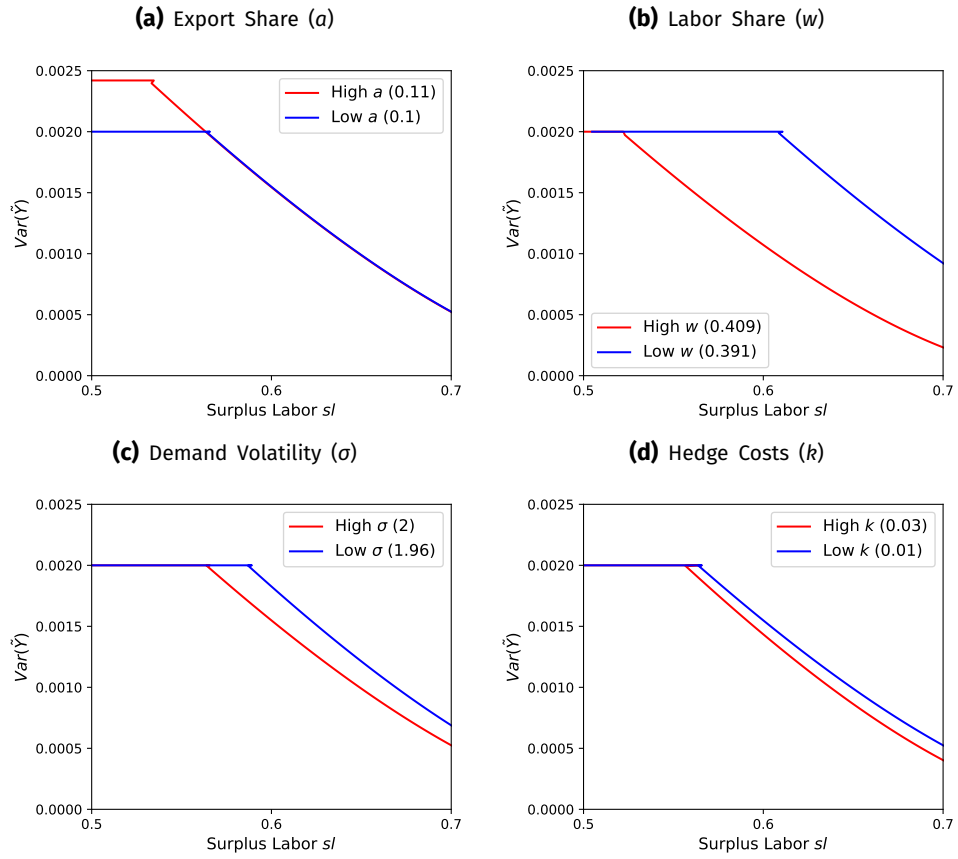 (a) Export Share (a)
0.0025
0.0020
0.0015
0.0010
0.0005
0.0000
Var(Ỹ)
High a (0.11)
Low a (0.1)
0.5 0.6 0.7
Surplus Labor sl
(b) Labor Share (w)
0.0025
0.0020
0.0015
0.0010
0.0005
0.0000
Var(Ỹ)
High w (0.409)
Low w (0.391)
0.5 0.6 0.7
Surplus Labor sl
(c) Demand Volatility (σ)
0.0025
0.0020
0.0015
0.0010
0.0005
0.0000
Var(Ỹ)
High σ (2)
Low σ (1.96)
0.5 0.6 0.7
Surplus Labor sl
(d) Hedge Costs (k)
0.0025
0.0020
0.0015
0.0010
0.0005
0.0000
Var(Ỹ)
High k (0.03)
Low k (0.01)
0.5 0.6 0.7
Surplus Labor sl